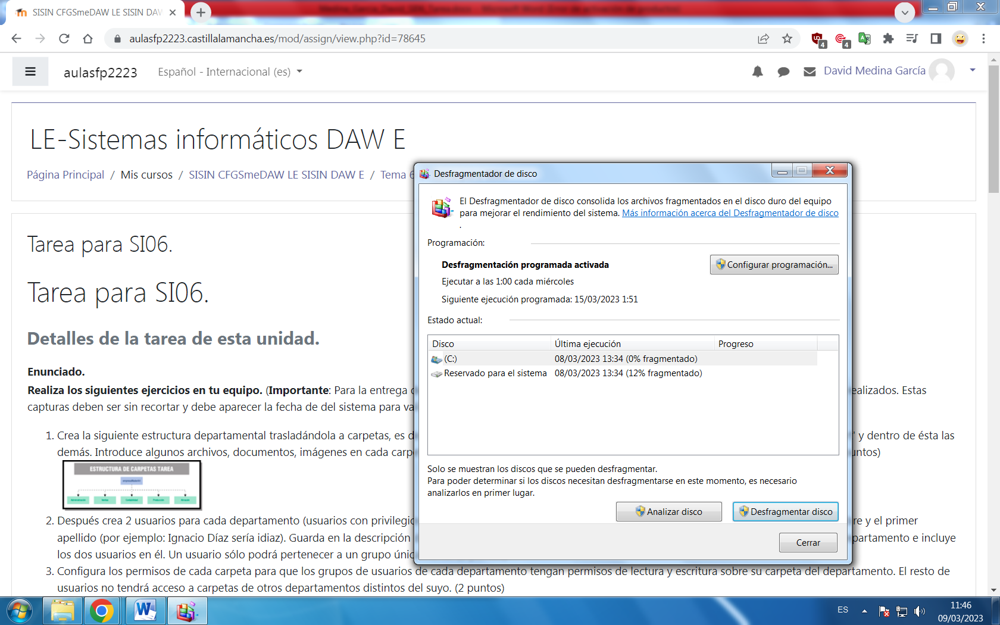 SISIN CFGSmeDAW LE SISIN DAW
aulasfp2223.castillalamancha.es/mod/assign/view.php?id=78645
4
4
aulasfp2223
Español - Internacional (es)
David Medina García
LE-Sistemas informáticos DAW E
Página Principal / Mis cursos / SISIN CFGSmeDAW LE SISIN DAW E / Tema 6
Tarea para SI06.
Tarea para SI06.
Detalles de la tarea de esta unidad.
Enunciado.
Realiza los siguientes ejercicios en tu equipo. (Importante: Para la entrega
ealizados. Estas
capturas deben ser sin recortar y debe aparecer la fecha de del sistema para va
1. Crea la siguiente estructura departamental trasladándola a carpetas, es d
' y dentro de ésta las
demás. Introduce algunos archivos, documentos, imágenes en cada carp
untos)
ESTRUCTURA DE CARPETAS TAREA
2. Después crea 2 usuarios para cada departamento (usuarios con privilegio
re y el primer
apellido (por ejemplo: Ignacio Díaz sería idiaz). Guarda en la descripción
partamento e incluye
los dos usuarios en él. Un usuario sólo podrá pertenecer a un grupo únic
3. Configura los permisos de cada carpeta para que los grupos de usuarios de cada departamento tengan permisos de lectura y escritura sobre su carpeta del departamento. El resto de
usuarios no tendrá acceso a carpetas de otros departamentos distintos del suyo. (2 puntos)
Desfragmentador de disco
El Desfragmentador de disco consolida los archivos fragmentados en el disco duro del equipo
para mejorar el rendimiento del sistema. Más información acerca del Desfragmentador de disco
.
Programación:
Desfragmentación programada activada
Configurar programación...
Ejecutar a las 1:00 cada miércoles
Siguiente ejecución programada: 15/03/2023 1:51
Estado actual:
Disco Última ejecución Progreso
(C:) 08/03/2023 13:34 (0% fragmentado)
Reservado para el sistema 08/03/2023 13:34 (12% fragmentado)
Solo se muestran los discos que se pueden desfragmentar.
Para poder determinar si los discos necesitan desfragmentarse en este momento, es necesario
analizarlos en primer lugar.
Analizar disco Desfragmentar disco
Cerrar
ES
11:46
09/03/2023